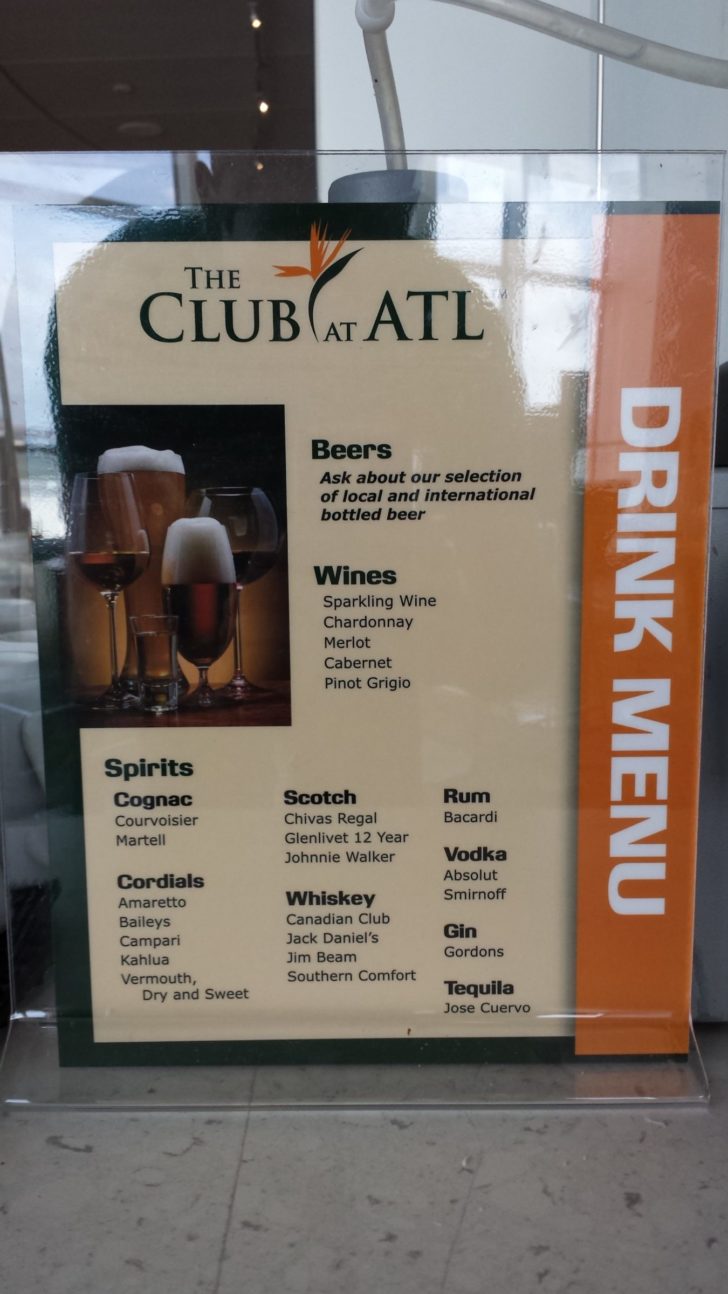 THE
CLUB AT ATL™
DRINK MENU
Beers
Ask about our selection
of local and international
bottled beer
Wines
Sparkling Wine
Chardonnay
Merlot
Cabernet
Pinot Grigio
Spirits
Cognac
Courvoisier
Martell
Cordials
Amaretto
Baileys
Campari
Kahlua
Vermouth,
Dry and Sweet
Scotch
Chivas Regal
Glenlivet 12 Year
Johnnie Walker
Whiskey
Canadian Club
Jack Daniel's
Jim Beam
Southern Comfort
Rum
Bacardi
Vodka
Absolut
Smirnoff
Gin
Gordons
Tequila
Jose Cuervo